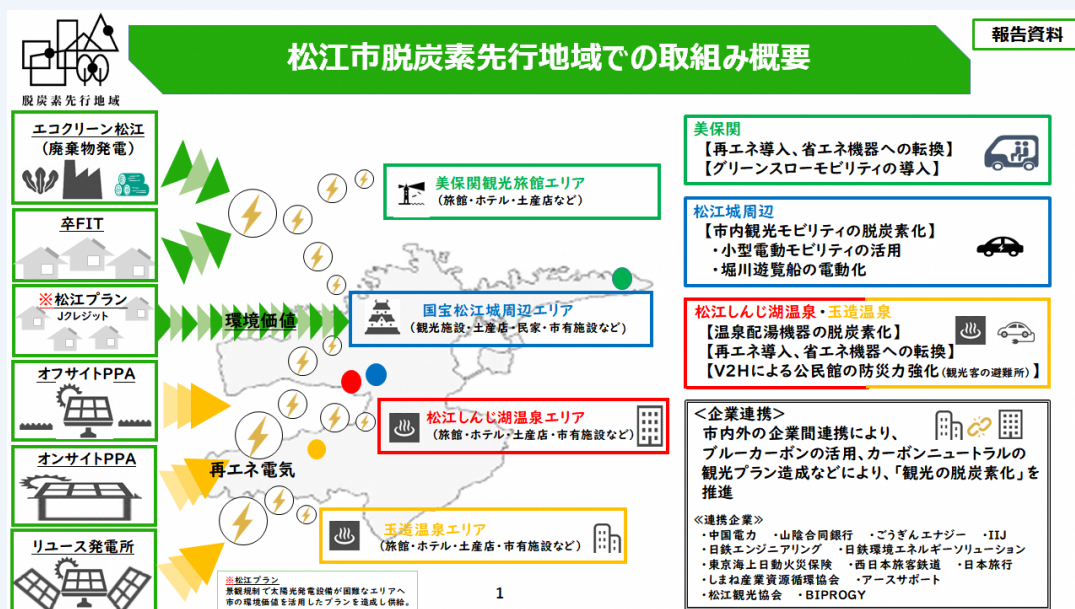 報告資料
松江市脱炭素先行地域での取組み概要
脱炭素先行地域
エコクリーン松江
(廃棄物発電)
卒FIT
※松江プラン
Jクレジット
オフサイトPPA
オンサイトPPA
リユース発電所
環境価値
再エネ電気
美保関観光旅館エリア
(旅館・ホテル・土産店など)
国宝松江城周辺エリア
(観光施設・土産店・民家・市有施設など)
松江しんじ湖温泉エリア
(旅館・ホテル・土産店・市有施設など)
玉造温泉エリア
(旅館・ホテル・土産店・市有施設など)
※松江プラン
景観規制で太陽光発電設備が困難なエリアへ
市の環境価値を活用したプランを造成し供給。
1
美保関
【再エネ導入、省エネ機器への転換】
【グリーンスローモビリティの導入】
松江城周辺
【市内観光モビリティの脱炭素化】
・小型電動モビリティの活用
・堀川遊覧船の電動化
松江しんじ湖温泉・玉造温泉
【温泉配湯機器の脱炭素化】
【再エネ導入、省エネ機器への転換】
【V2Hによる公民館の防災力強化(観光客の避難所)】
<企業連携>
市内外の企業間連携により、
ブルーカーボンの活用、カーボンニュートラルの
観光プラン造成などにより、「観光の脱炭素化」を
推進
≪連携企業≫
・中国電力 ・山陰合同銀行 ・ごうぎんエナジー ・IIJ
・日鉄エンジニアリング ・日鉄環境エネルギーソリューション
・東京海上日動火災保険 ・西日本旅客鉄道 ・日本旅行
・しまね産業資源循環協会 ・アースサポート
・松江観光協会 ・BIPROGY